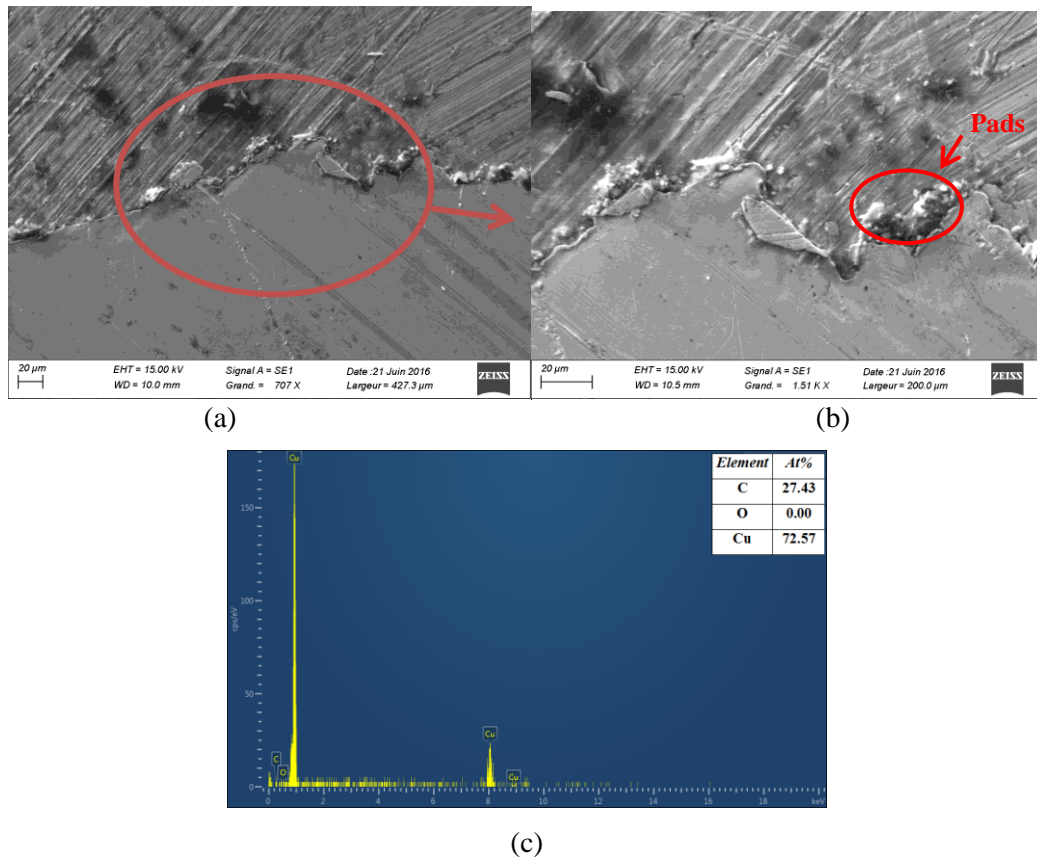 Pads
20 µm
EHT = 15.00 kV
Signal A = SE1
Date :21 Juin 2016
WD = 10.0 mm
Grand. = 707 X
Largeur = 427.3 µm
ZEISS
20 µm
EHT = 15.00 kV
Signal A = SE1
Date :21 Juin 2016
WD = 10.5 mm
Grand. = 1.51 K X
Largeur = 200.0 µm
ZEISS
(a)
(b)
Element At%
C 27.43
O 0.00
Cu 72.57
Cu
150
100
cps/eV
50
Cu
C
O
Cu
0
0 2 4 6 8 10 12 14 16 18 keV
(c)